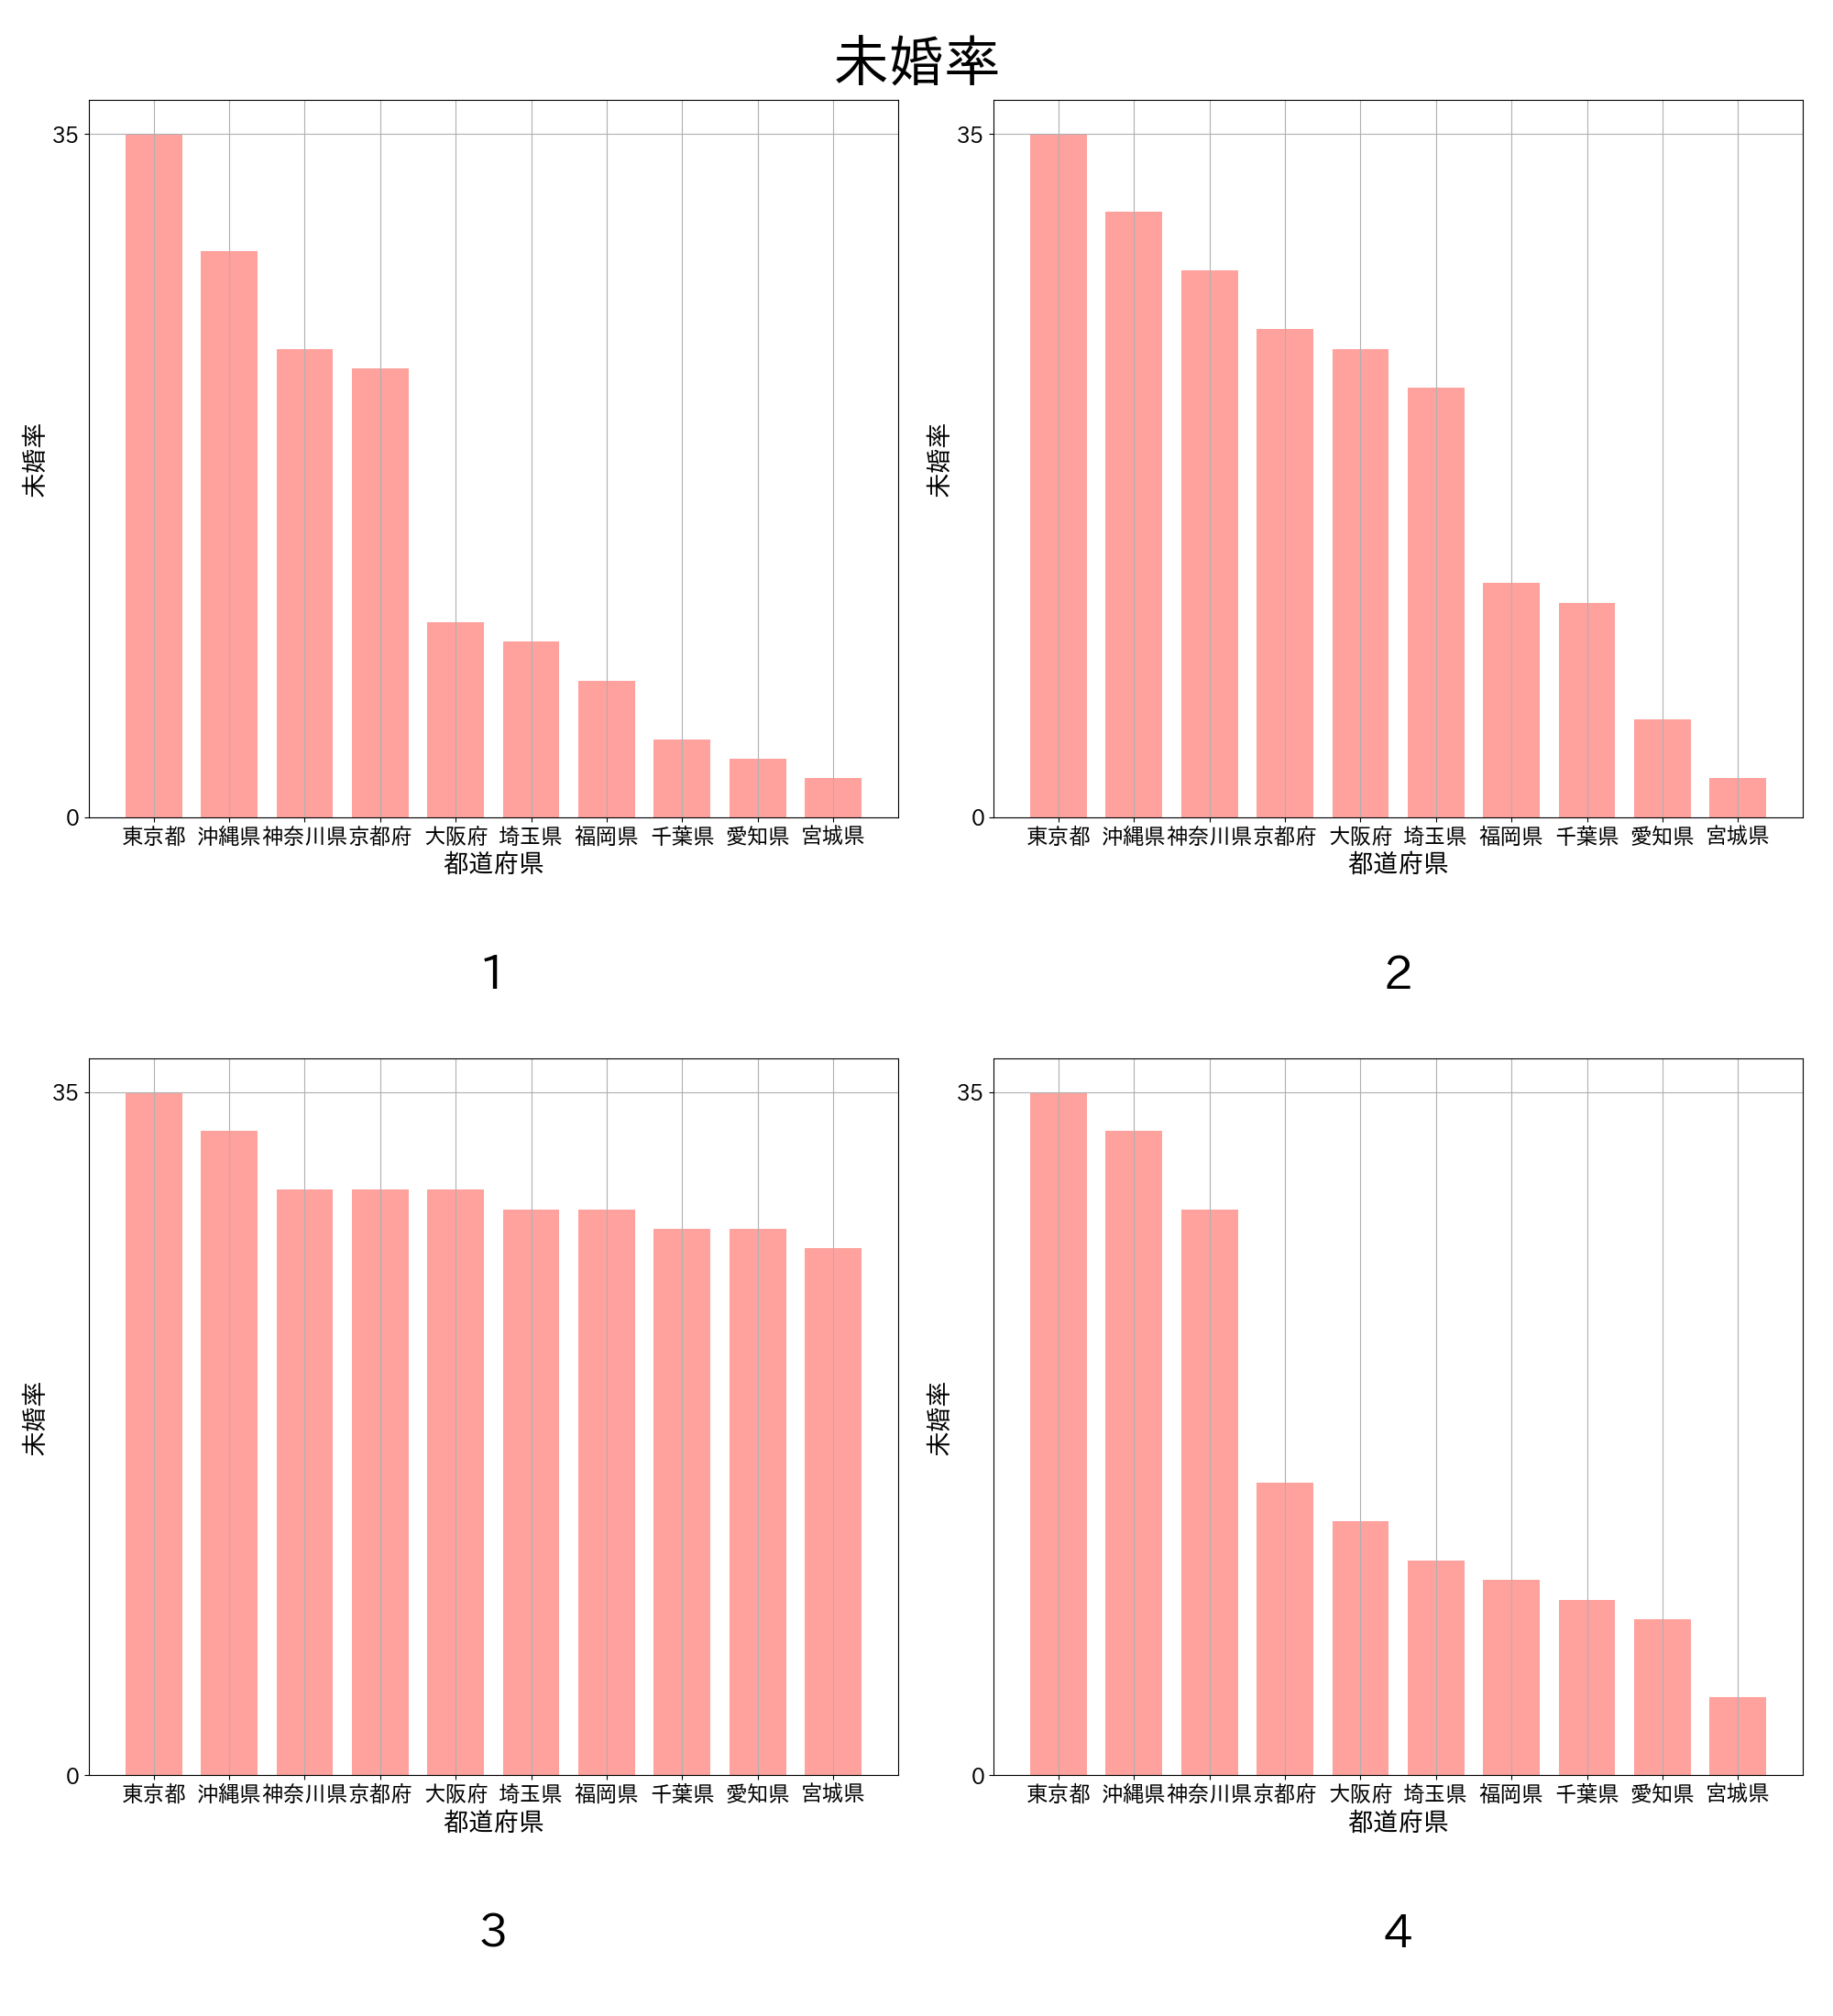 未婚率
35
0
未婚率
東京都 沖縄県 神奈川県 京都府 大阪府 埼玉県 福岡県 千葉県 愛知県 宮城県
都道府県
1
35
0
未婚率
東京都 沖縄県 神奈川県 京都府 大阪府 埼玉県 福岡県 千葉県 愛知県 宮城県
都道府県
2
35
0
未婚率
東京都 沖縄県 神奈川県 京都府 大阪府 埼玉県 福岡県 千葉県 愛知県 宮城県
都道府県
3
35
0
未婚率
東京都 沖縄県 神奈川県 京都府 大阪府 埼玉県 福岡県 千葉県 愛知県 宮城県
都道府県
4